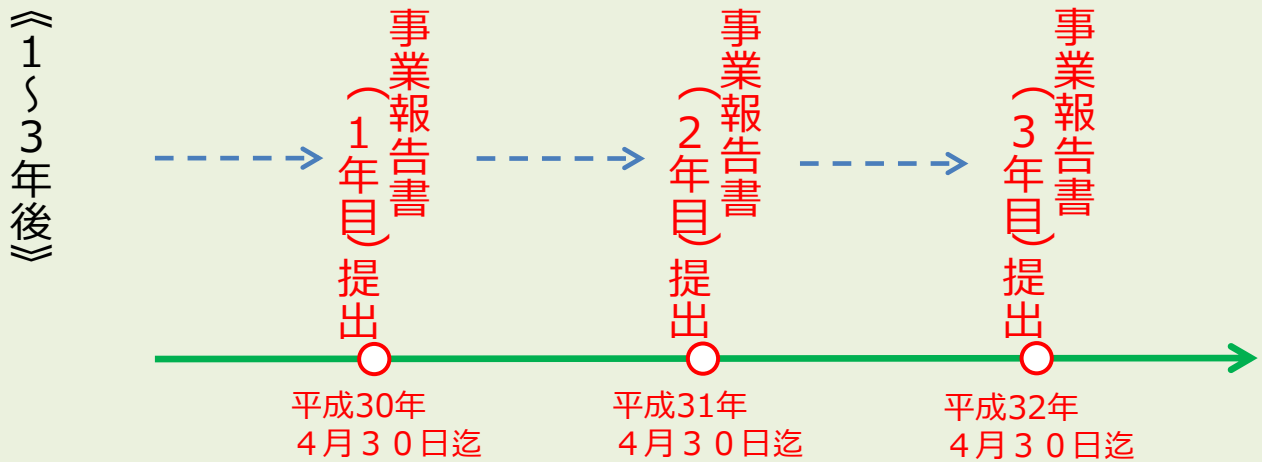 《1～3年後》
事業報告書
（1年目）提出
事業報告書
（2年目）提出
事業報告書
（3年目）提出
平成30年
４月３０日迄
平成31年
４月３０日迄
平成32年
４月３０日迄